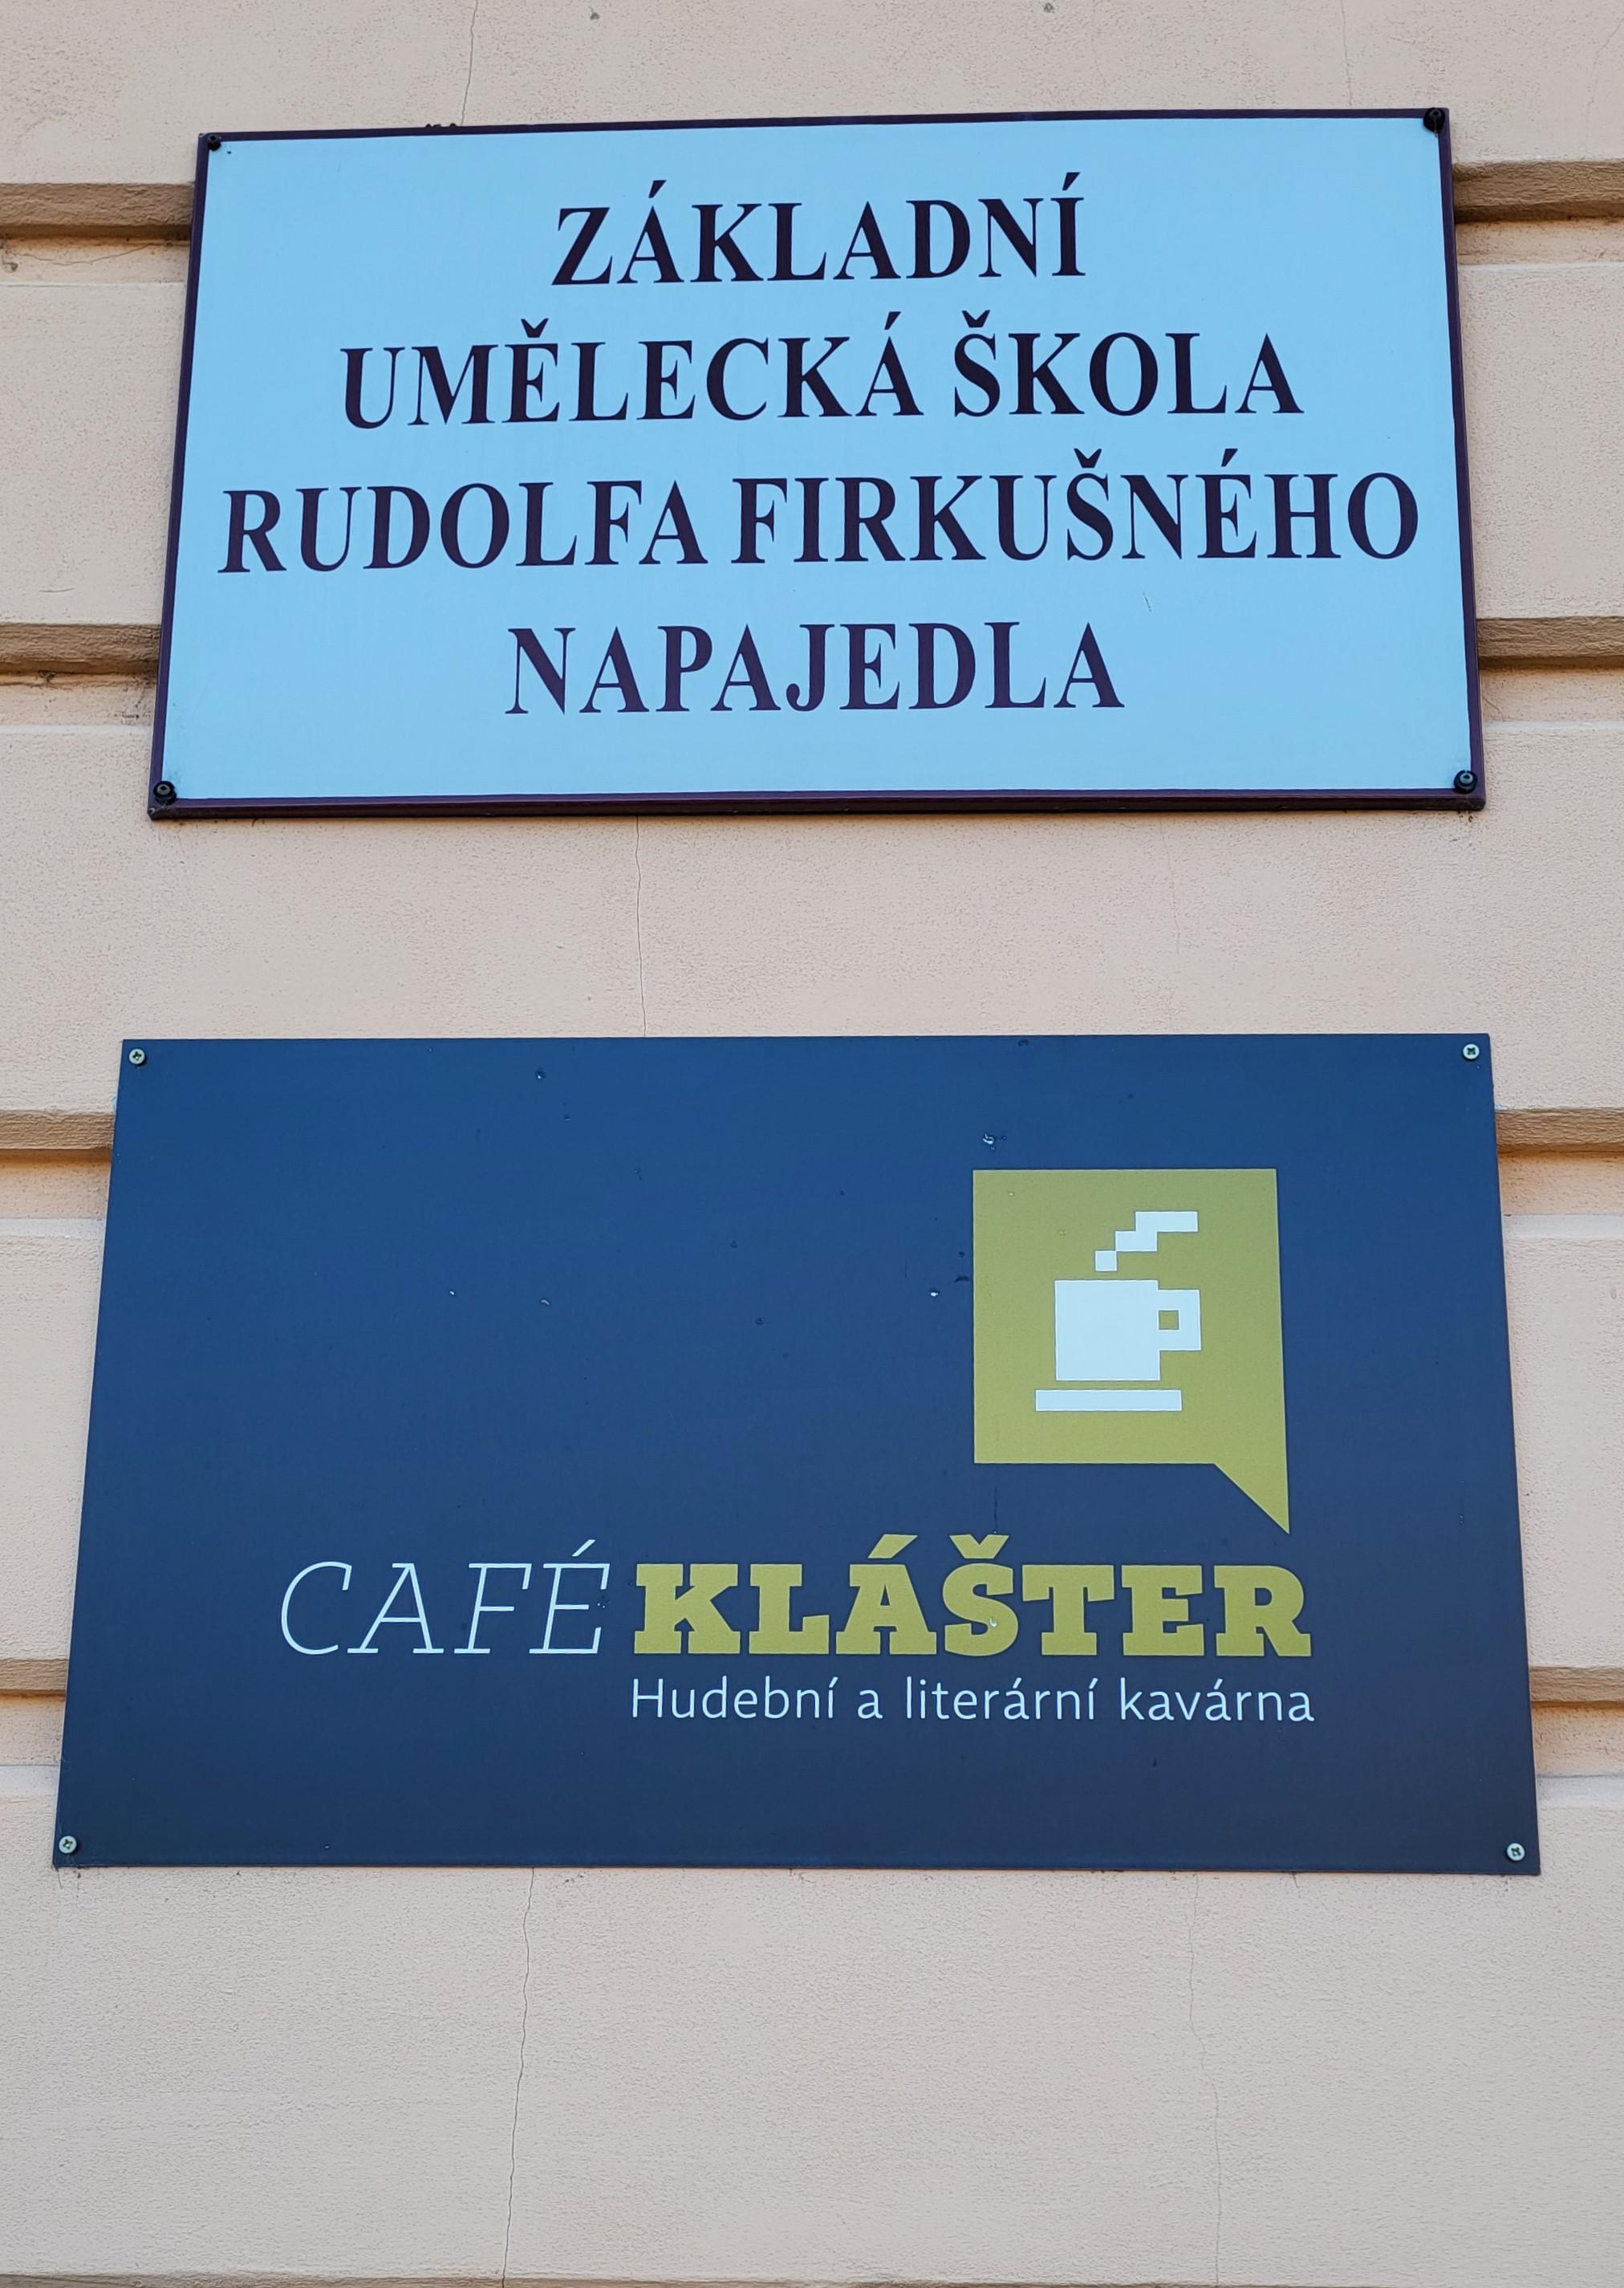 ZÁKLADNÍ
UMĚLECKÁ ŠKOLA
RUDOLFA FIRKUŠNÉHO
NAPAJEDLA
CAFÉ KLÁŠTER
Hudební a literární kavárna